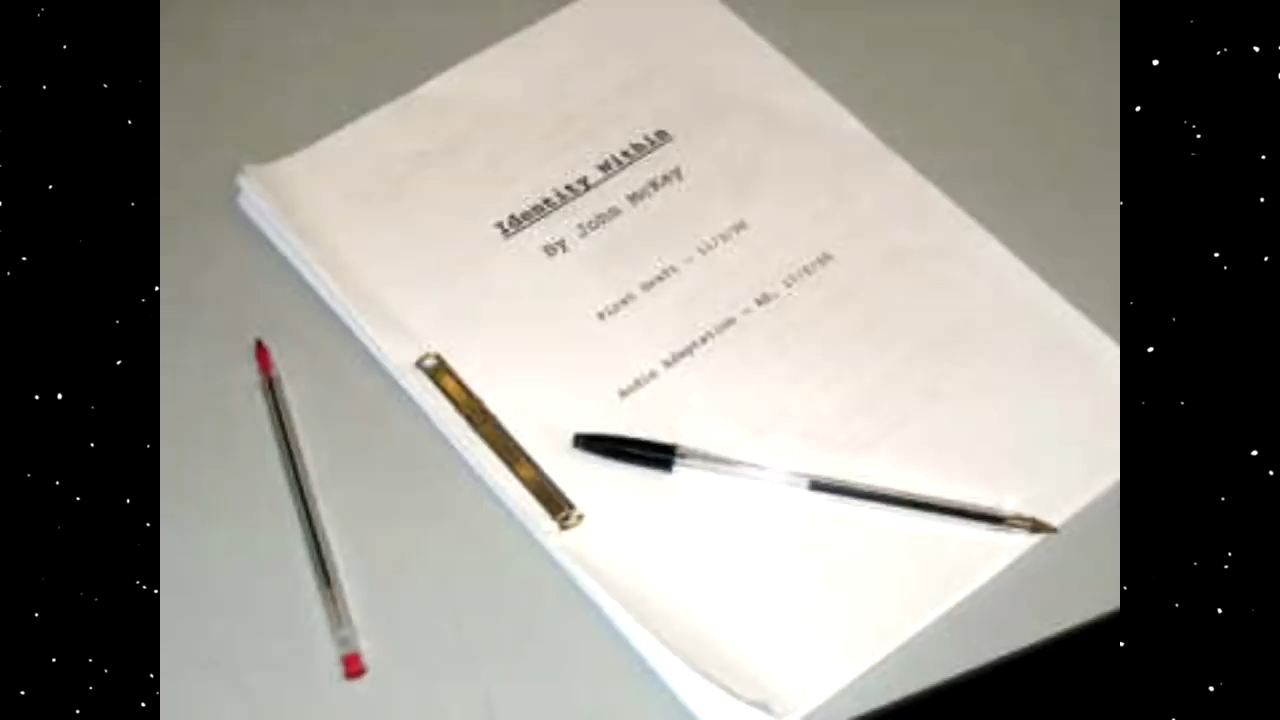 Identity Within
By John McKay
First Draft -
Audio Adaptation -